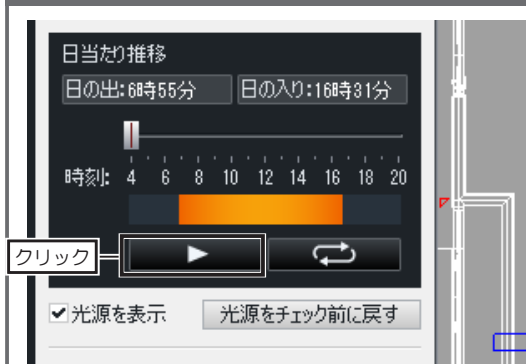 日当たり推移
日の出:6時55分 日の入り:16時31分
時刻: 4 6 8 10 12 14 16 18 20
クリック
✔光源を表示 光源をチェック前に戻す